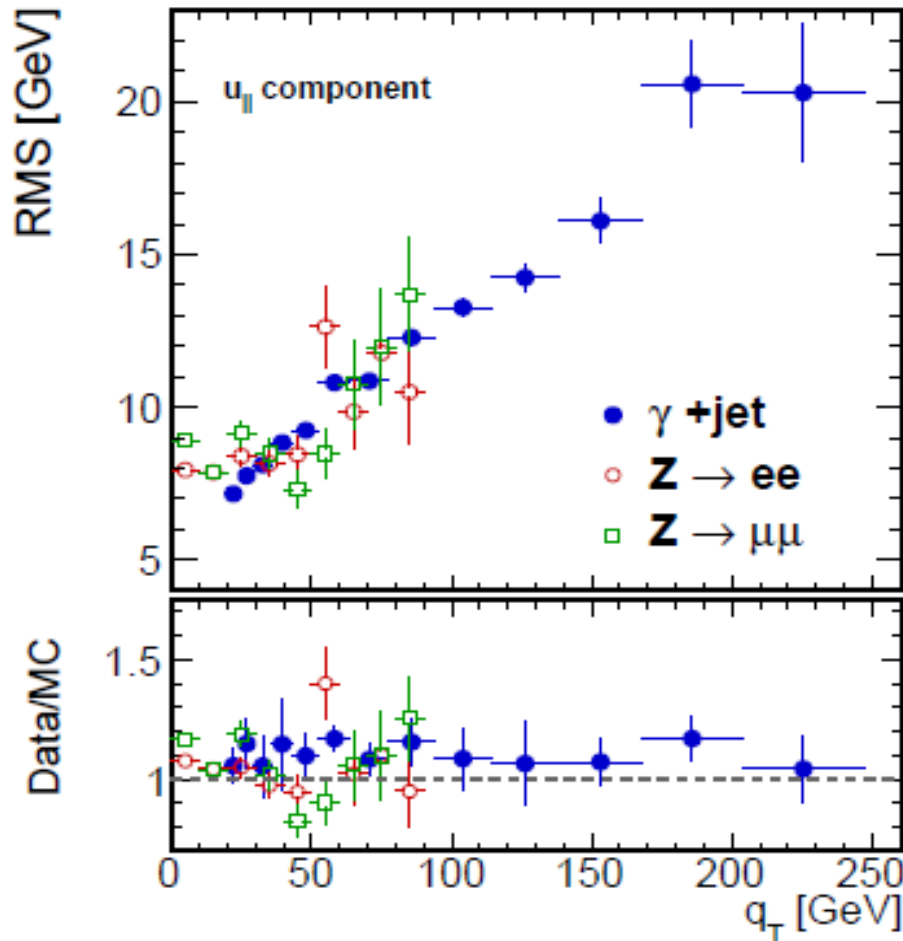 RMS [GeV]
u|| component
20
15
10
5
γ +jet
Z → ee
Z → μμ
Data/MC
1.5
1
0 50 100 150 200 250
qT [GeV]